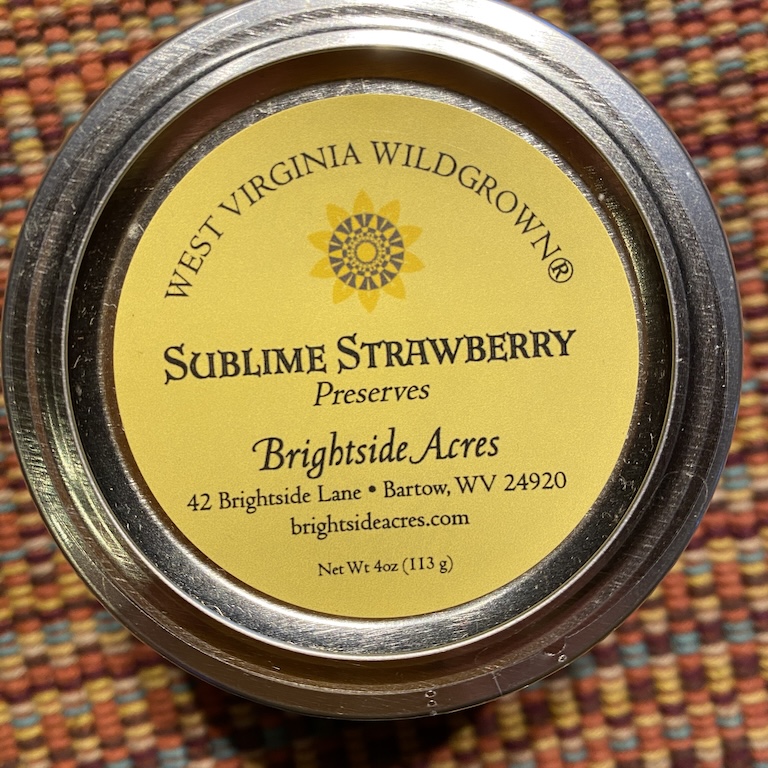 WEST VIRGINIA WILDGROWN®
SUBLIME STRAWBERRY
Preserves
Brightside Acres
42 Brightside Lane • Bartow, WV 24920
brightsideacres.com
Net Wt 4oz (113 g)